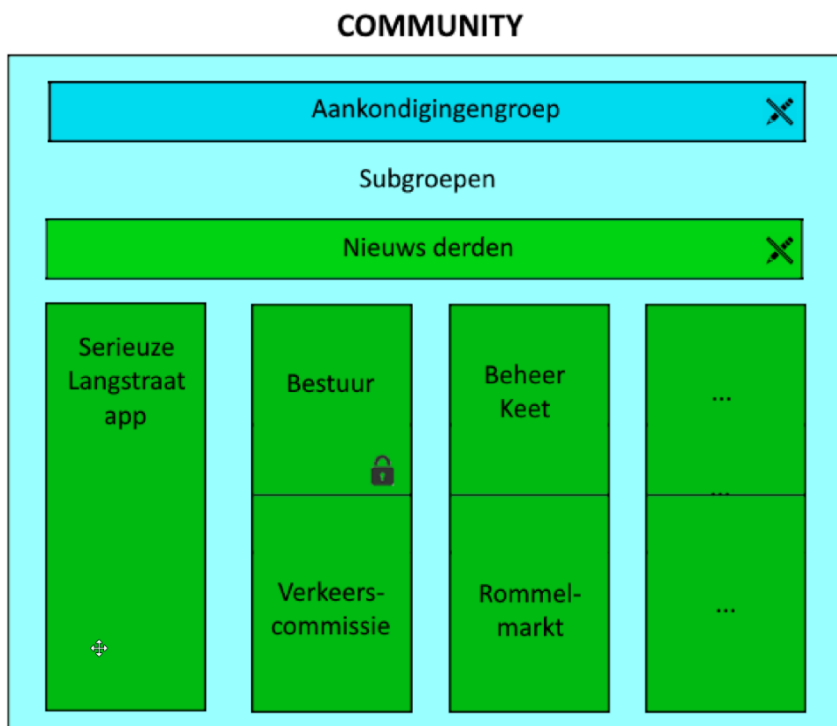 COMMUNITY
Aankondigingengroep
Subgroepen
Nieuws derden
Serieuze
Langstraat
app
Bestuur
Beheer
Keet
...
...
Verkeers-
commissie
Rommel-
markt
...